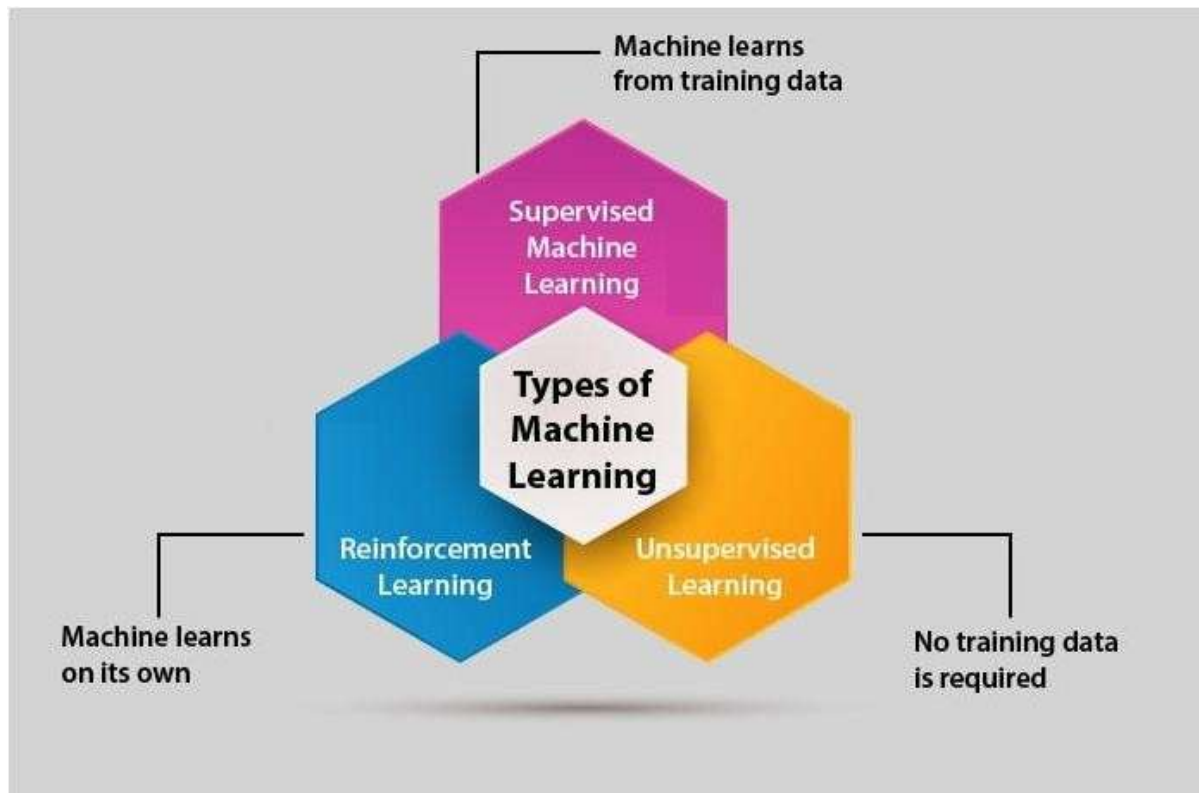 Machine learns
from training data
Supervised
Machine
Learning
Types of
Machine
Learning
Reinforcement
Learning
Unsupervised
Learning
Machine learns
on its own
No training data
is required